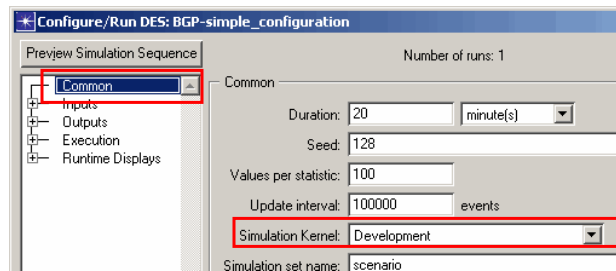 Configure/Run DES: BGP-simple_configuration
Preview Simulation Sequence
Number of runs: 1
Common
Inputs
Outputs
Execution
Runtime Displays
Common
Duration: 20 minute(s)
Seed: 128
Values per statistic: 100
Update interval: 100000 events
Simulation Kernel: Development
Simulation set name: scenario